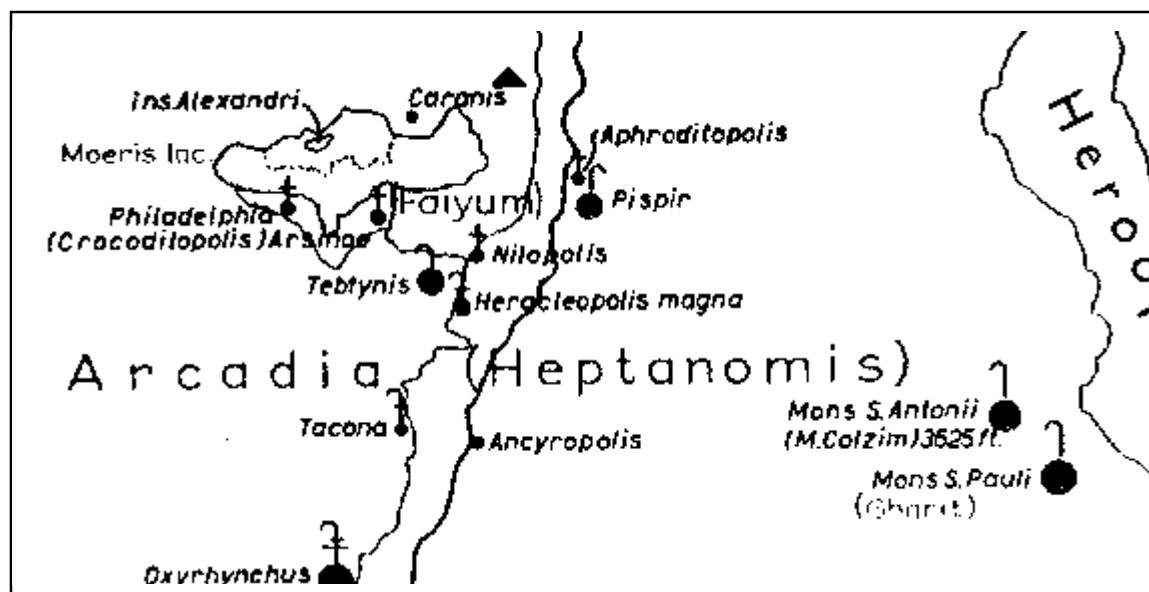 Caranis
Ins.Alexandri
Aphroditopolis
Moeris lac.
Pispir
(Faiyum)
Philadelphia
(Crocodilopolis) Arsinoe
Nilopolis
Tebtynis
Heracleopolis magna
Arcadia (Heptanomis)
Tacona
Ancyropolis
Mons S.Antonii
(M.Colzim) 3625 ft.
Mons S.Pauli
Oxyrhynchus